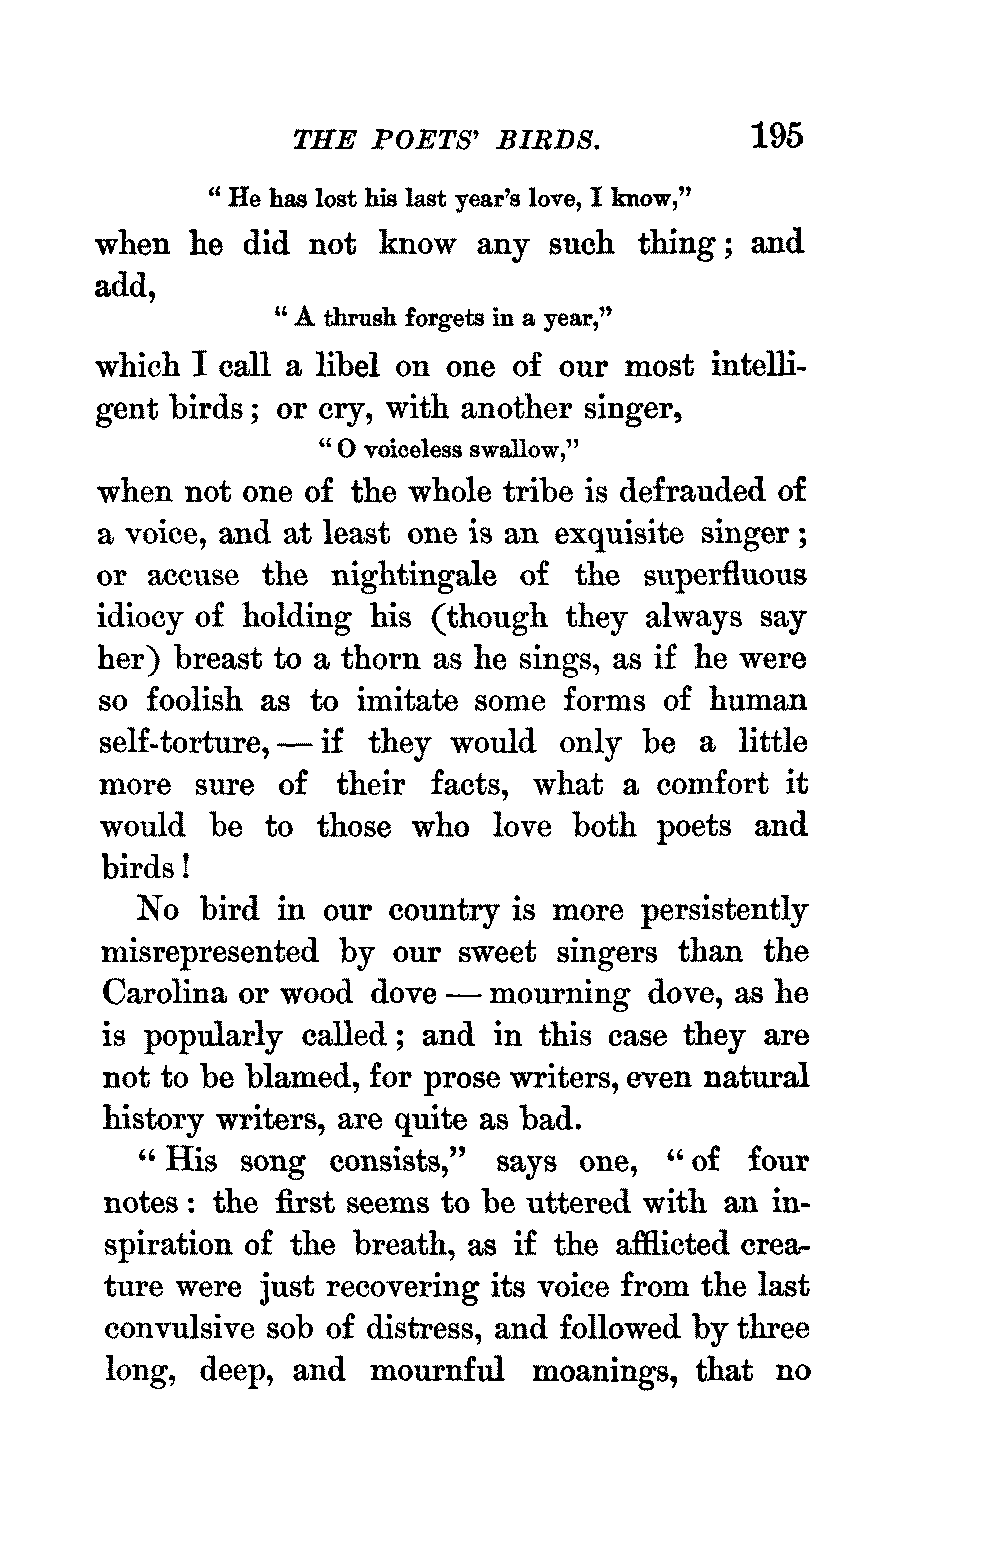 THE POETS' BIRDS. 195
“ He has lost his last year's love, I know,”
when he did not know any such thing; and
add,
“ A thrush forgets in a year,”
which I call a libel on one of our most intelli-
gent birds; or cry, with another singer,
“ O voiceless swallow,”
when not one of the whole tribe is defrauded of
a voice, and at least one is an exquisite singer;
or accuse the nightingale of the superfluous
idiocy of holding his (though they always say
her) breast to a thorn as he sings, as if he were
so foolish as to imitate some forms of human
self-torture, — if they would only be a little
more sure of their facts, what a comfort it
would be to those who love both poets and
birds!
No bird in our country is more persistently
misrepresented by our sweet singers than the
Carolina or wood dove — mourning dove, as he
is popularly called; and in this case they are
not to be blamed, for prose writers, even natural
history writers, are quite as bad.
“ His song consists,” says one, “ of four
notes: the first seems to be uttered with an in-
spiration of the breath, as if the afflicted crea-
ture were just recovering its voice from the last
convulsive sob of distress, and followed by three
long, deep, and mournful moanings, that no